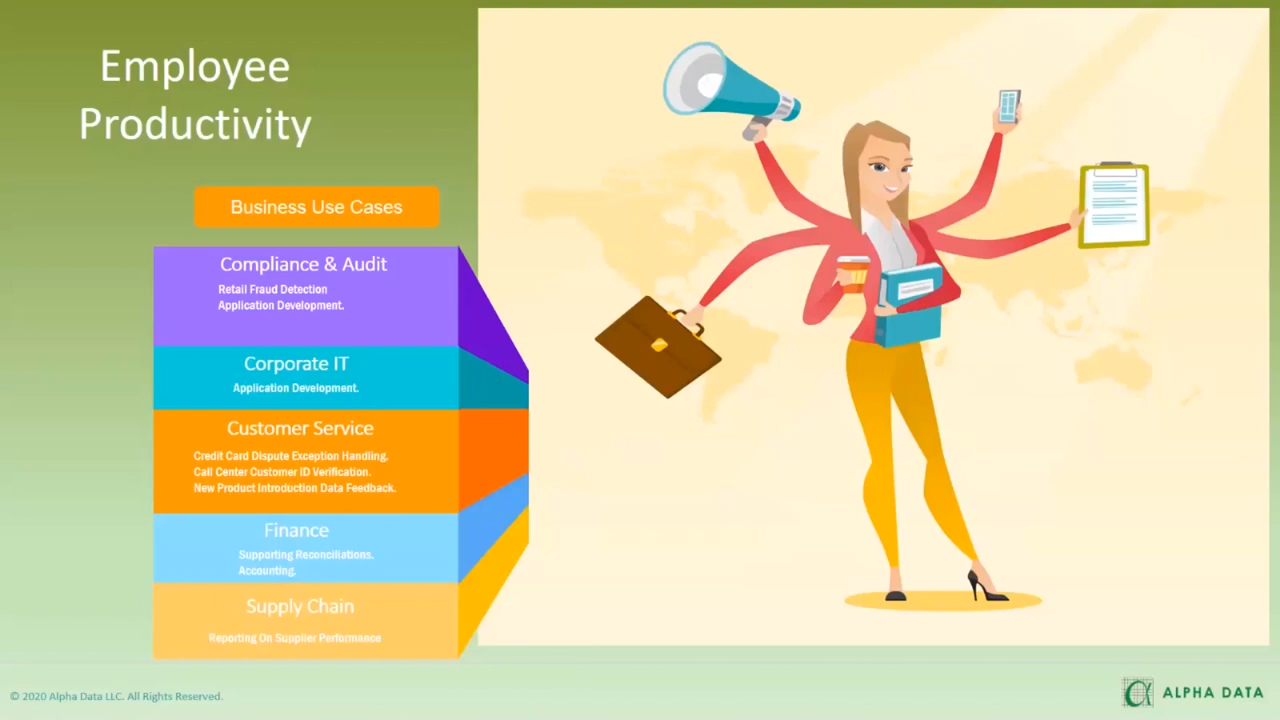 Employee
Productivity
Business Use Cases
Compliance & Audit
Retail Fraud Detection
Application Development.
Corporate IT
Application Development.
Customer Service
Credit Card Dispute Exception Handling.
Call Center Customer ID Verification.
New Product Introduction Data Feedback.
Finance
Supporting Reconciliations.
Accounting.
Supply Chain
Reporting On Supplier Performance
© 2020 Alpha Data LLC. All Rights Reserved.
ALPHA DATA